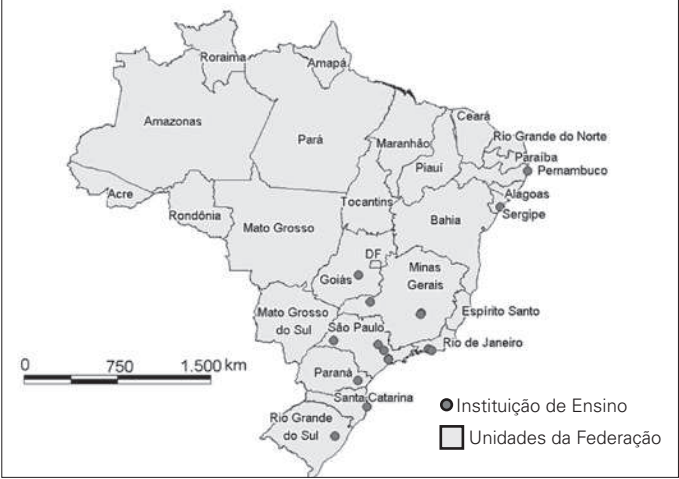 Roraima
Amapá
Amazonas
Pará
Maranhão
Ceará
Rio Grande do Norte
Paraíba
Pernambuco
Piauí
Alagoas
Sergipe
Acre
Rondônia
Tocantins
Bahia
Mato Grosso
DF
Goiás
Minas
Gerais
Mato Grosso
do Sul
São Paulo
Espírito Santo
Rio de Janeiro
0 750 1.500 km
Paraná
Santa Catarina
Rio Grande
do Sul
Instituição de Ensino
Unidades da Federação